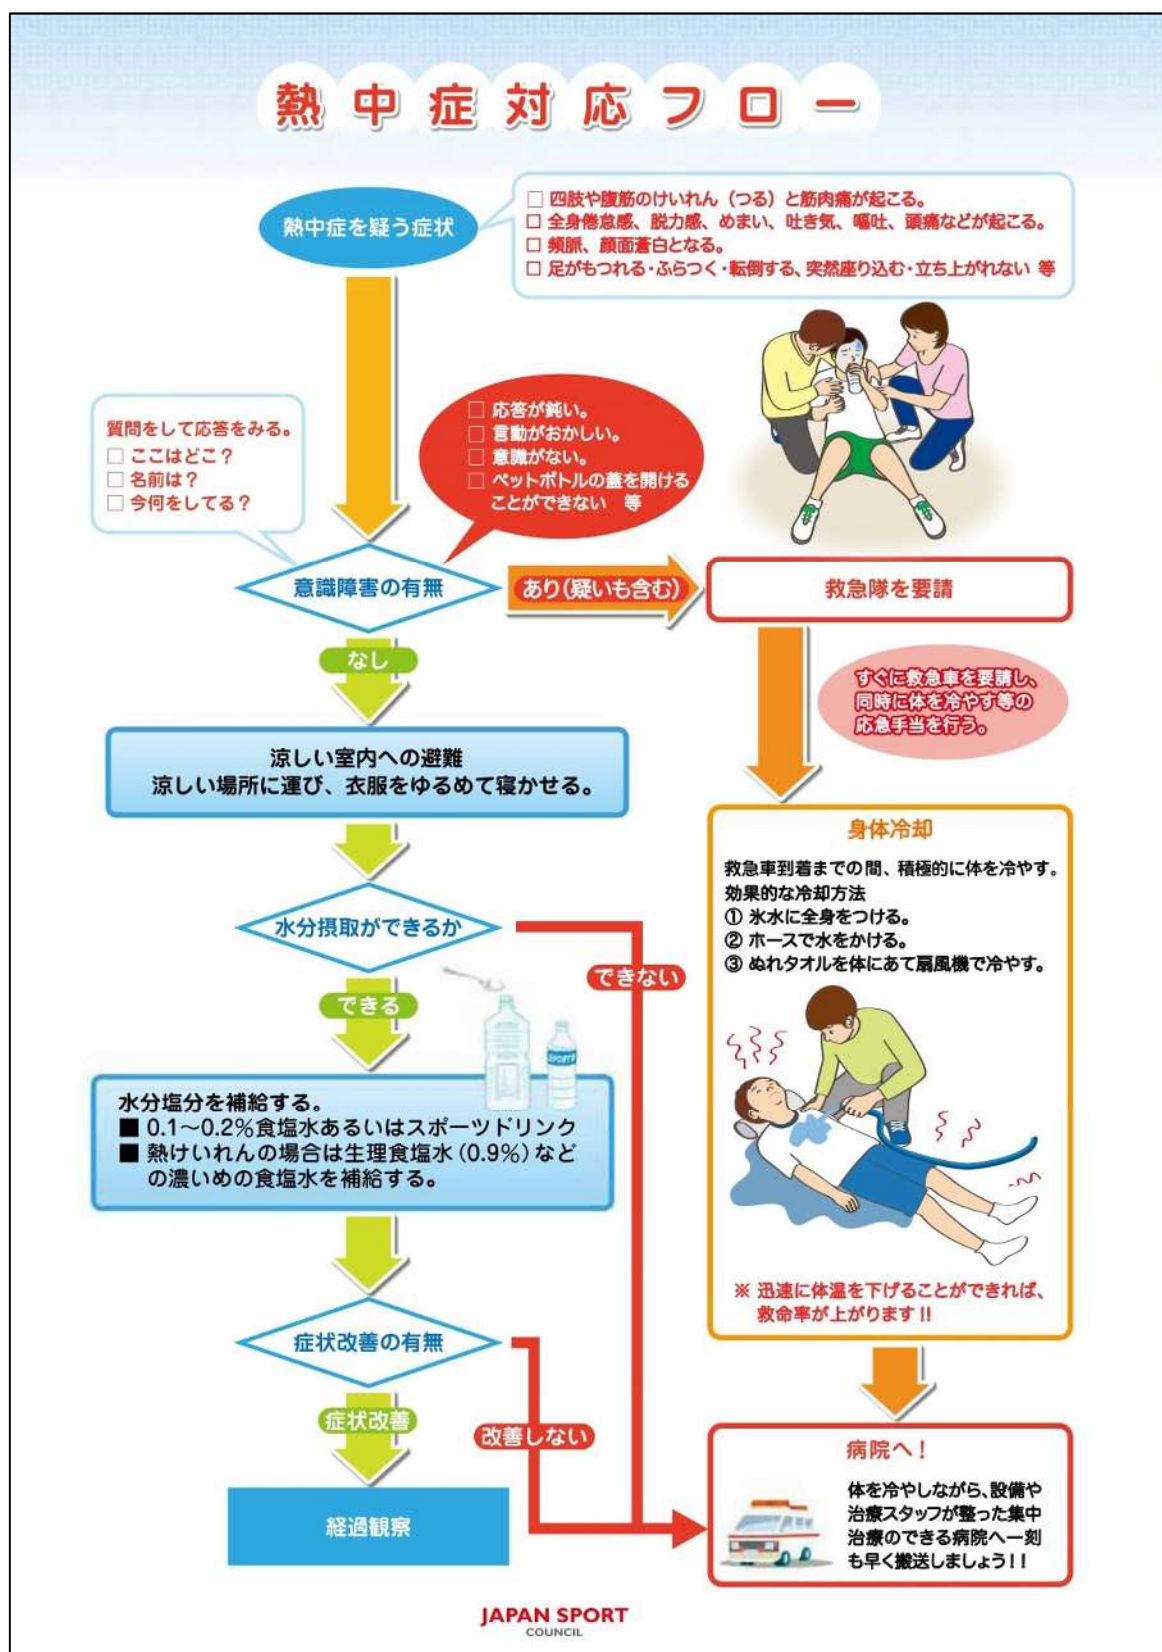 熱中症対応フロー
熱中症を疑う症状
□ 四肢や腹筋のけいれん（つる）と筋肉痛が起こる。
□ 全身倦怠感、脱力感、めまい、吐き気、嘔吐、頭痛などが起こる。
□ 頻脈、顔面蒼白となる。
□ 足がもつれる・ふらつく・転倒する、突然座り込む・立ち上がれない 等
質問をして応答をみる。
□ ここはどこ？
□ 名前は？
□ 今何をしてる？
□ 応答が鈍い。
□ 言動がおかしい。
□ 意識がない。
□ ペットボトルの蓋を開ける
ことができない 等
意識障害の有無
あり（疑いも含む）
救急隊を要請
なし
すぐに救急車を要請し、
同時に体を冷やす等の
応急手当を行う。
涼しい室内への避難
涼しい場所に運び、衣服をゆるめて寝かせる。
身体冷却
救急車到着までの間、積極的に体を冷やす。
効果的な冷却方法
① 氷水に全身をつける。
② ホースで水をかける。
③ ぬれタオルを体にあて扇風機で冷やす。
※ 迅速に体温を下げることができれば、
救命率が上がります!!
水分摂取ができるか
できない
できる
SPORTS
水分塩分を補給する。
■ 0.1～0.2%食塩水あるいはスポーツドリンク
■ 熱けいれんの場合は生理食塩水（0.9%）など
の濃いめの食塩水を補給する。
症状改善の有無
症状改善
改善しない
経過観察
病院へ！
体を冷やしながら、設備や
治療スタッフが整った集中
治療のできる病院へ一刻
も早く搬送しましょう!!
JAPAN SPORT
COUNCIL